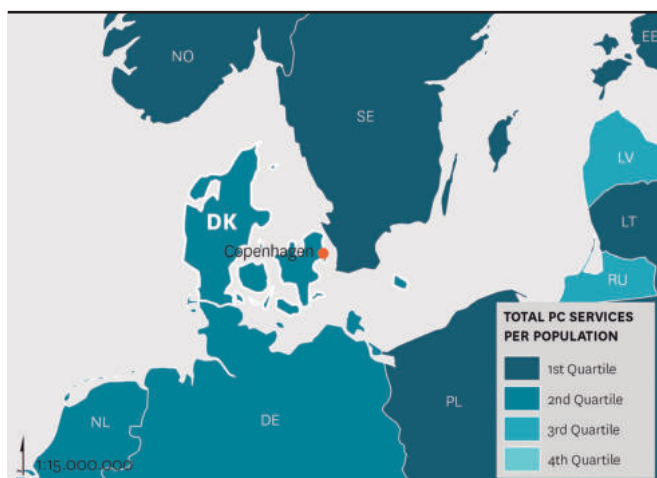 NO
EE
SE
LV
DK
LT
Copenhagen
RU
TOTAL PC SERVICES
PER POPULATION
1st Quartile
2nd Quartile
3rd Quartile
4th Quartile
PL
NL
DE
1:15.000.000